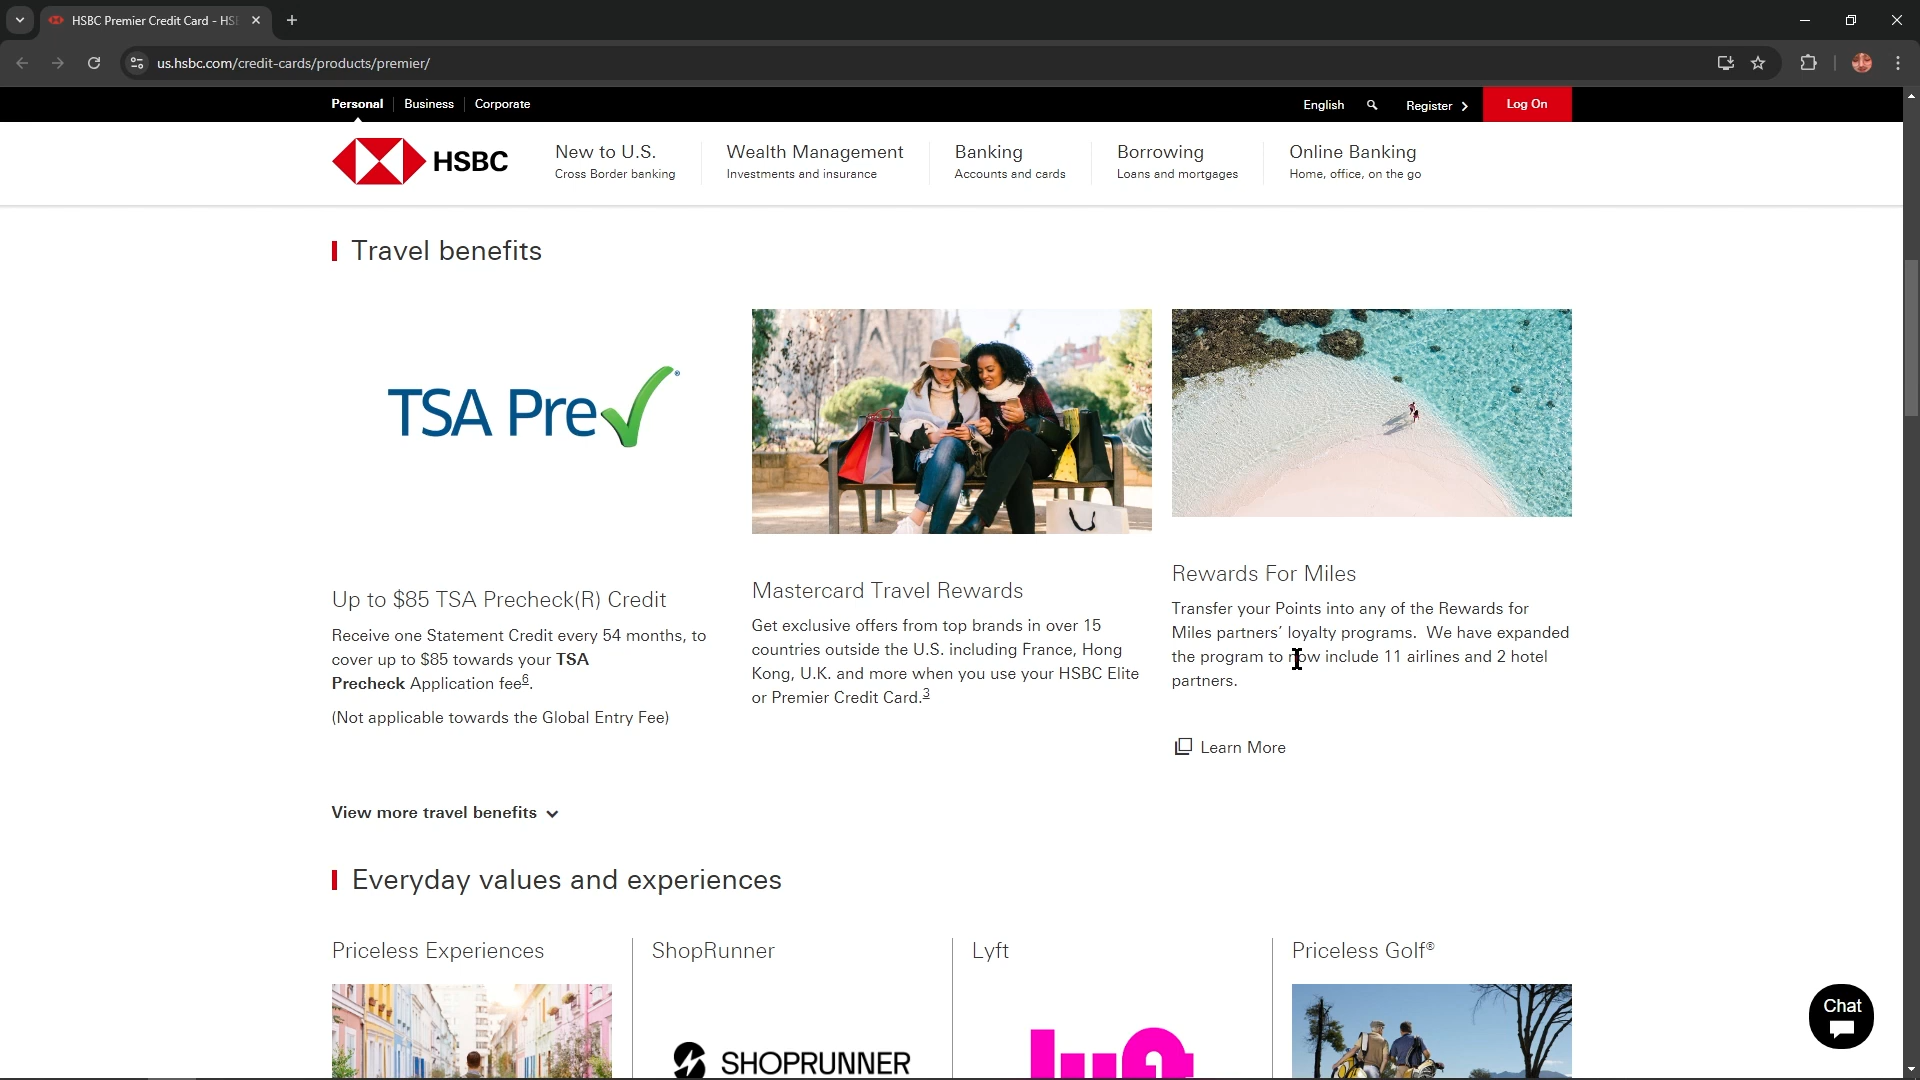 HSBC Premier Credit Card - HS
us.hsbc.com/credit-cards/products/premier/
Personal
Business
Corporate
English
Register
Log On
HSBC
New to U.S.
Cross Border banking
Wealth Management
Investments and insurance
Banking
Accounts and cards
Borrowing
Loans and mortgages
Online Banking
Home, office, on the go
Travel benefits
TSA Pre✓®
Up to $85 TSA Precheck(R) Credit
Receive one Statement Credit every 54 months, to
cover up to $85 towards your TSA
Precheck Application fee6.
(Not applicable towards the Global Entry Fee)
Mastercard Travel Rewards
Get exclusive offers from top brands in over 15
countries outside the U.S. including France, Hong
Kong, U.K. and more when you use your HSBC Elite
or Premier Credit Card.3
Rewards For Miles
Transfer your Points into any of the Rewards for
Miles partners’ loyalty programs. We have expanded
the program to now include 11 airlines and 2 hotel
partners.
Learn More
View more travel benefits
Everyday values and experiences
Priceless Experiences
ShopRunner
SHOPRUNNER
Lyft
lyft
Priceless Golf®
Chat